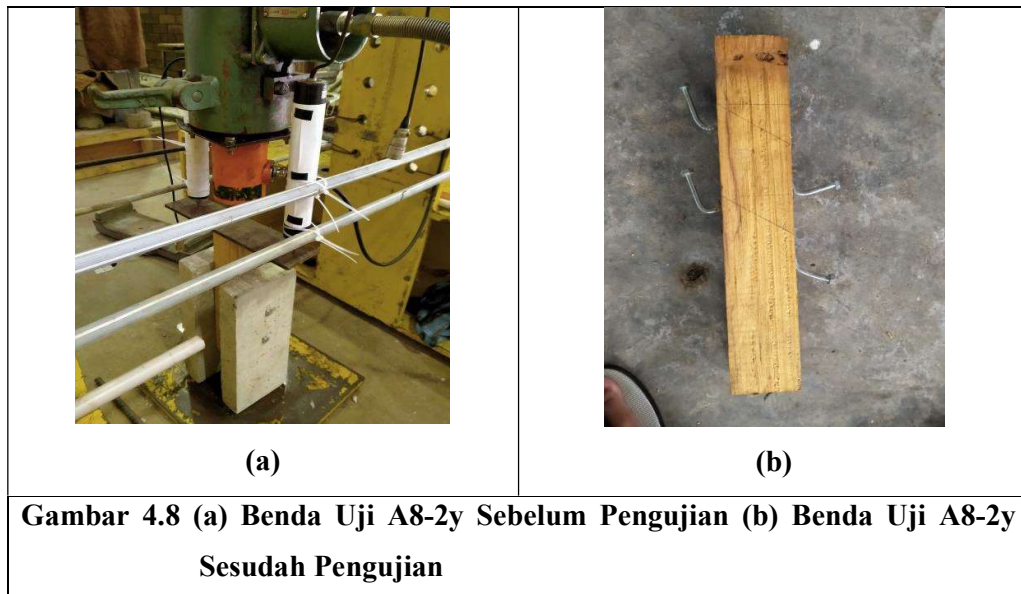 (a)
(b)
Gambar 4.8 (a) Benda Uji A8-2y Sebelum Pengujian (b) Benda Uji A8-2y
Sesudah Pengujian